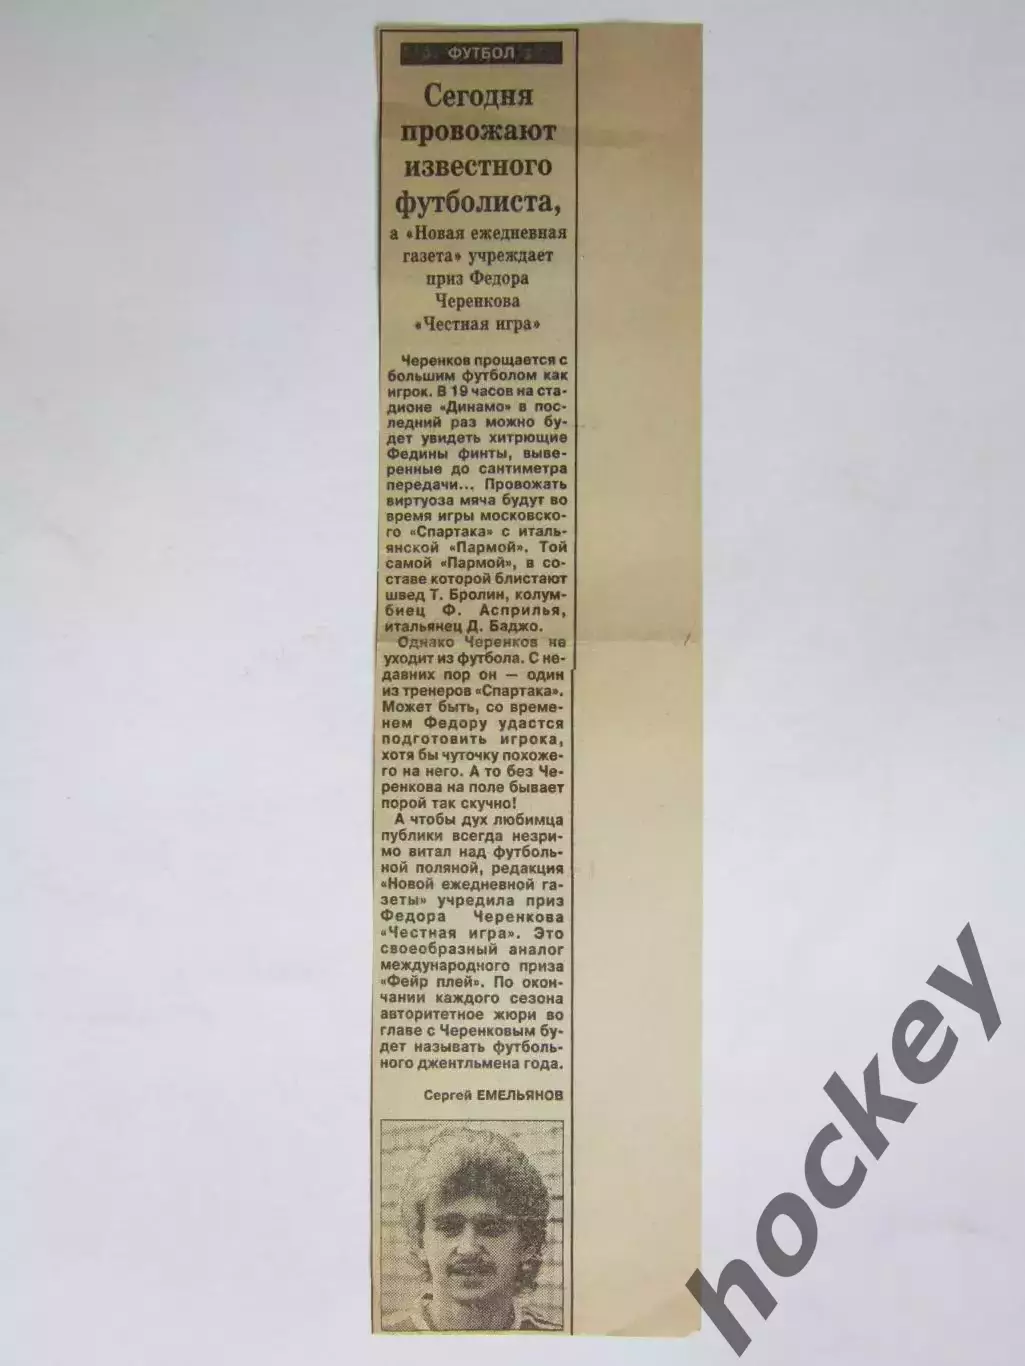 ФУТБОЛ
Сегодня
провожают
известного
футболиста,
а «Новая ежедневная
газета» учреждает
приз Федора
Черенкова
«Честная игра»
Черенков прощается с
большим футболом как
игрок. В 19 часов на ста-
дионе «Динамо» в пос-
ледний раз можно бу-
дет увидеть хитрющие
Федины финты, выве-
ренные до сантиметра
передачи... Провожать
виртуоза мяча будут во
время игры московско-
го «Спартака» с италь-
янской «Пармой». Той
самой «Пармой», в со-
ставе которой блистают
швед Т. Бролин, колум-
биец Ф. Асприлья,
итальянец Д. Баджо.
Однако Черенков не
уходит из футбола. С не-
давних пор он — один
из тренеров «Спартака».
Может быть, со време-
нем Федору удастся
подготовить игрока,
хотя бы чуточку похоже-
го на него. А то без Че-
ренкова на поле бывает
порой так скучно!
А чтобы дух любимца
публики всегда незри-
мо витал над футболь-
ной поляной, редакция
«Новой ежедневной га-
зеты» учредила приз
Федора Черенкова
«Честная игра». Это
своеобразный аналог
международного приза
«Фейр плей». По окон-
чании каждого сезона
авторитетное жюри во
главе с Черенковым бу-
дет называть футболь-
ного джентльмена года.
Сергей ЕМЕЛЬЯНОВ
hockey